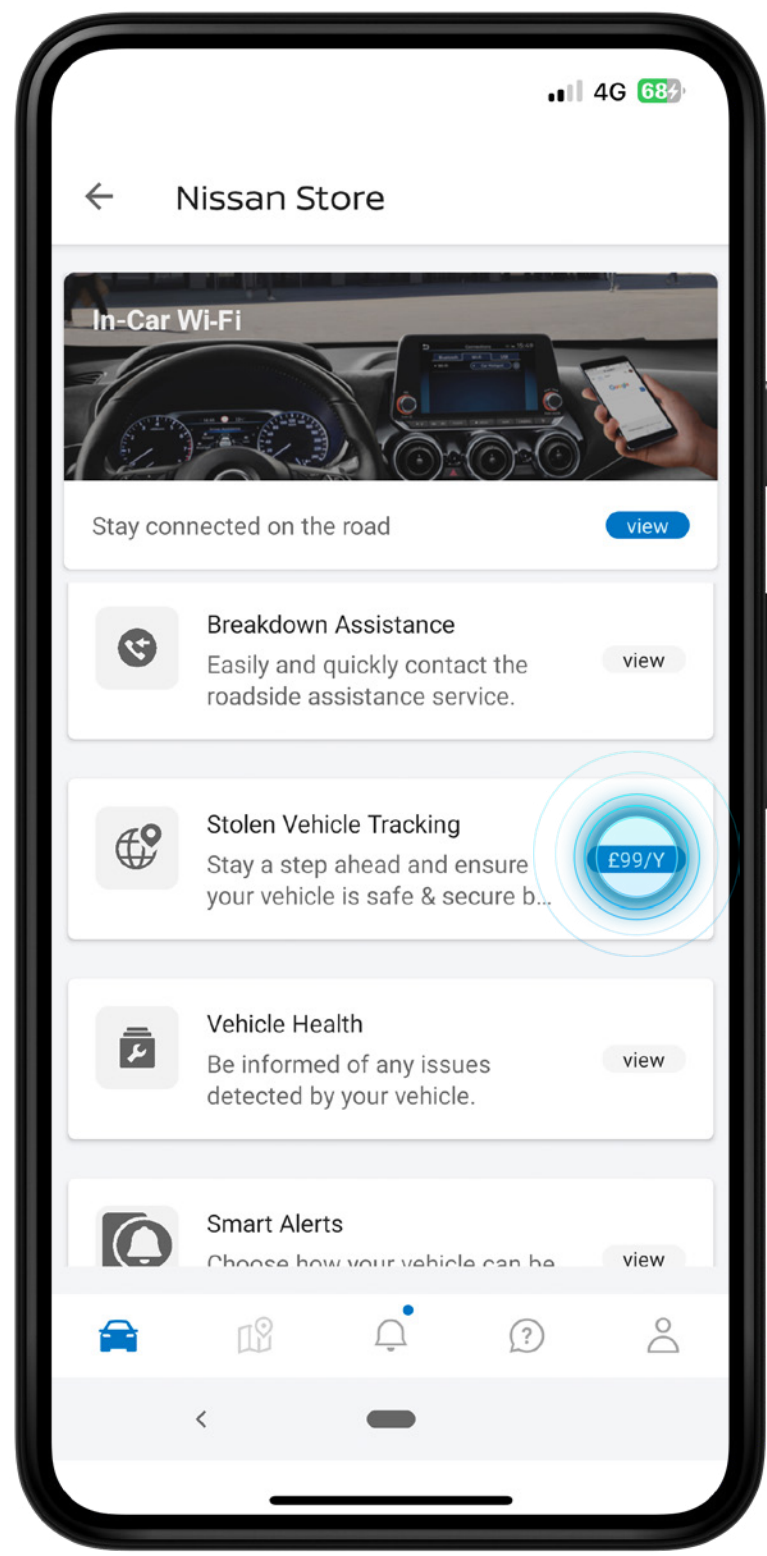 4G 68
Nissan Store
In-Car Wi-Fi
Stay connected on the road
view
Breakdown Assistance
Easily and quickly contact the
roadside assistance service.
view
Stolen Vehicle Tracking
Stay a step ahead and ensure
your vehicle is safe & secure b...
£99/Y
Vehicle Health
Be informed of any issues
detected by your vehicle.
view
Smart Alerts
Choose how your vehicle can be
view